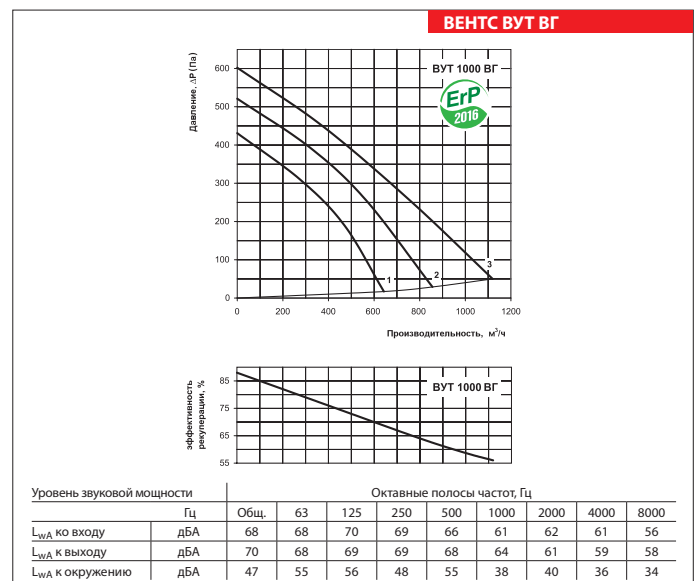 ВЕНТС ВУТ ВГ
ВУТ 1000 ВГ
ErP
2016
Давление, △P (Па)
600
500
400
300
200
100
0
1
2
3
0 200 400 600 800 1000 1200
Производительность, м³/ч
ВУТ 1000 ВГ
эффективность
рекуперации, %
85
75
65
55
Уровень звуковой мощности Октавные полосы частот, Гц
Гц Общ. 63 125 250 500 1000 2000 4000 8000
LwA ко входу дБА 68 68 70 69 66 61 62 61 56
LwA к выходу дБА 70 68 69 69 68 64 61 59 58
LwA к окружению дБА 47 55 56 48 55 38 40 36 34